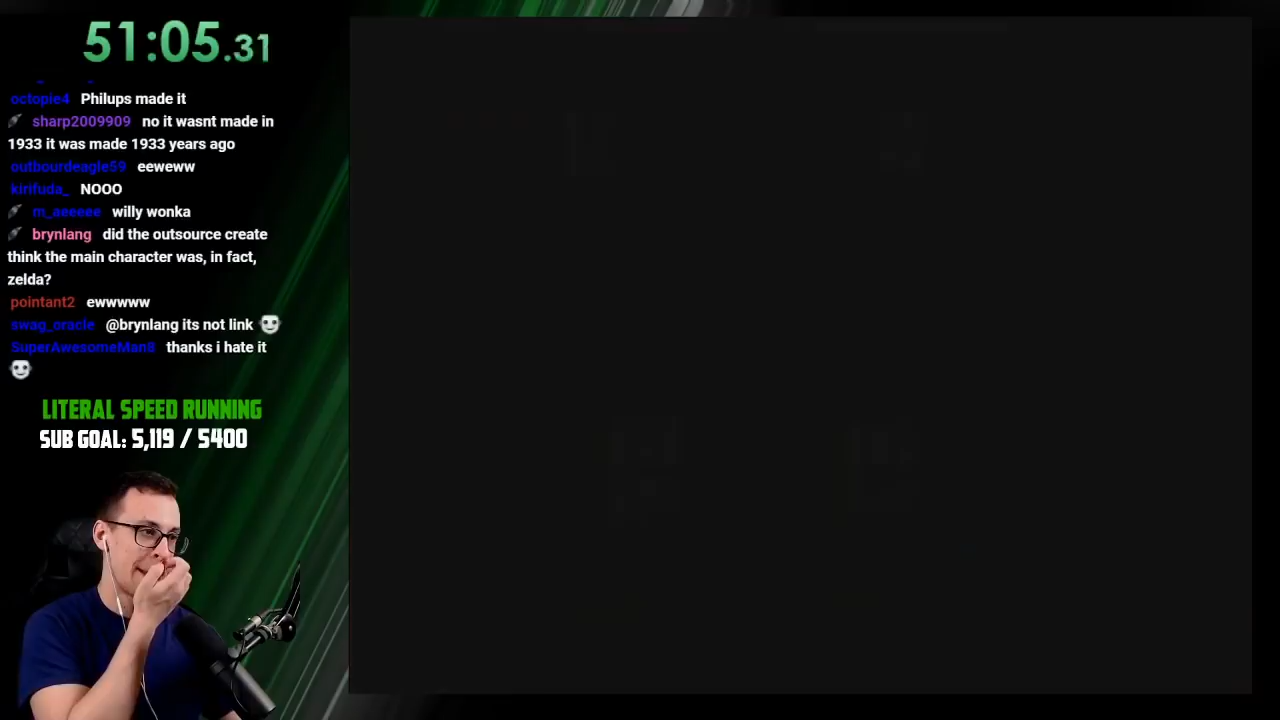 51:05.31
octopie4 Philups made it
sharp2009909 no it wasnt made in
1933 it was made 1933 years ago
outbourdeagle59 eeweww
kirifuda_ NOOO
m_aeeeee willy wonka
brynlang did the outsource create
think the main character was, in fact,
zelda?
pointant2 ewwwww
swag_oracle @brynlang its not link
SuperAwesomeMan8 thanks i hate it
LITERAL SPEED RUNNING
SUB GOAL: 5,119 / 5400